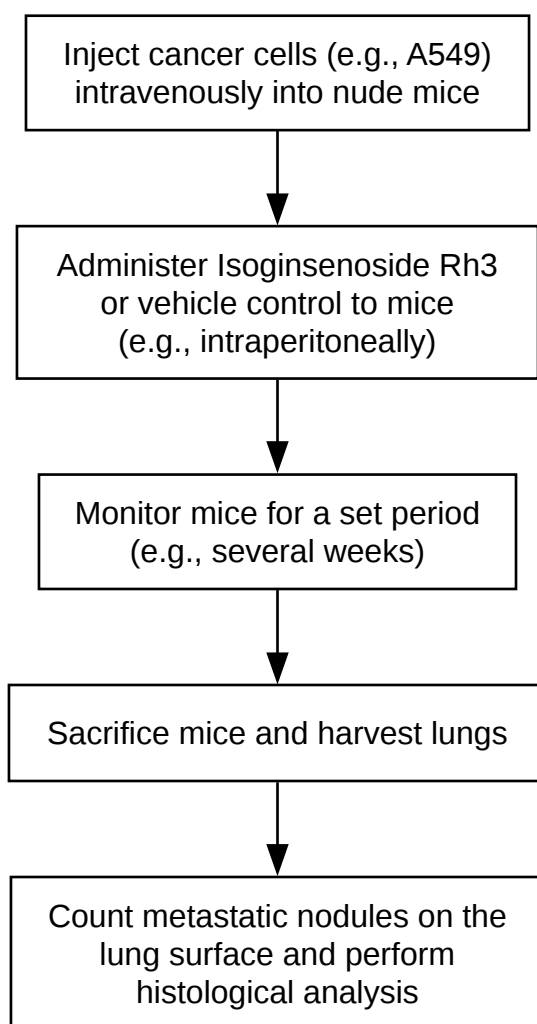 Inject cancer cells (e.g., A549)
intravenously into nude mice
Administer Isoginsenoside Rh3
or vehicle control to mice
(e.g., intraperitoneally)
Monitor mice for a set period
(e.g., several weeks)
Sacrifice mice and harvest lungs
Count metastatic nodules on the
lung surface and perform
histological analysis